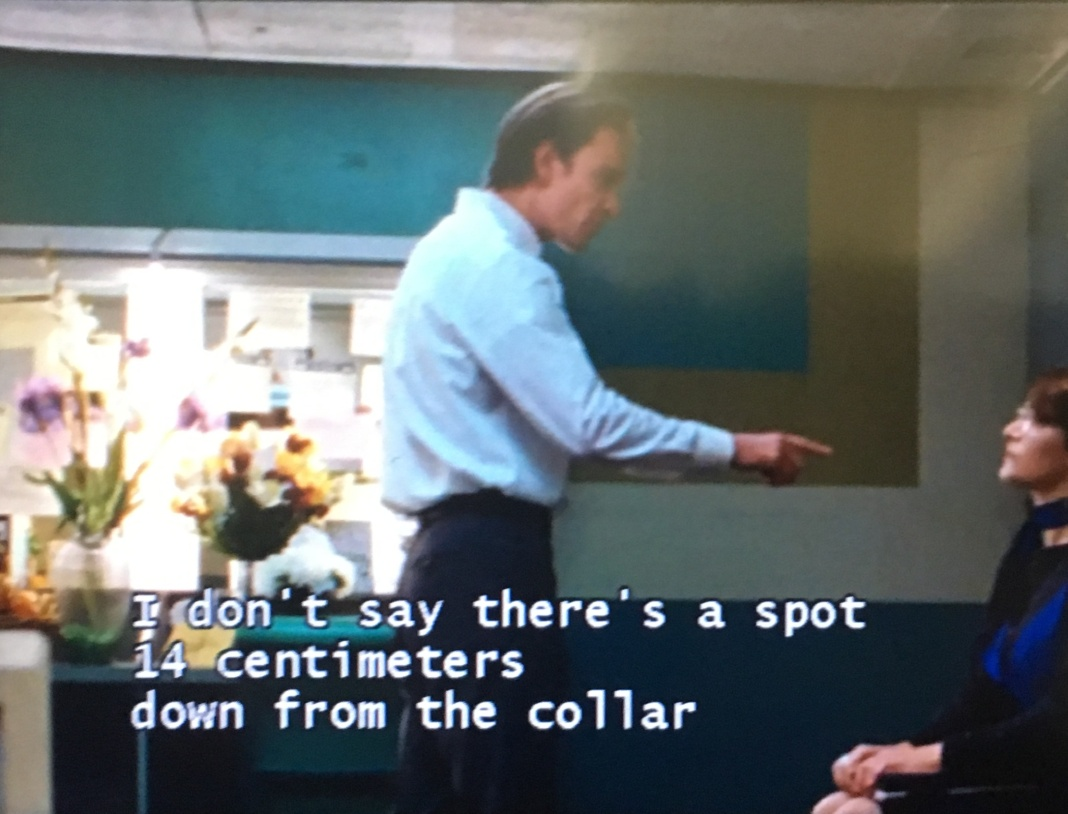 I don't say there's a spot
14 centimeters
down from the collar